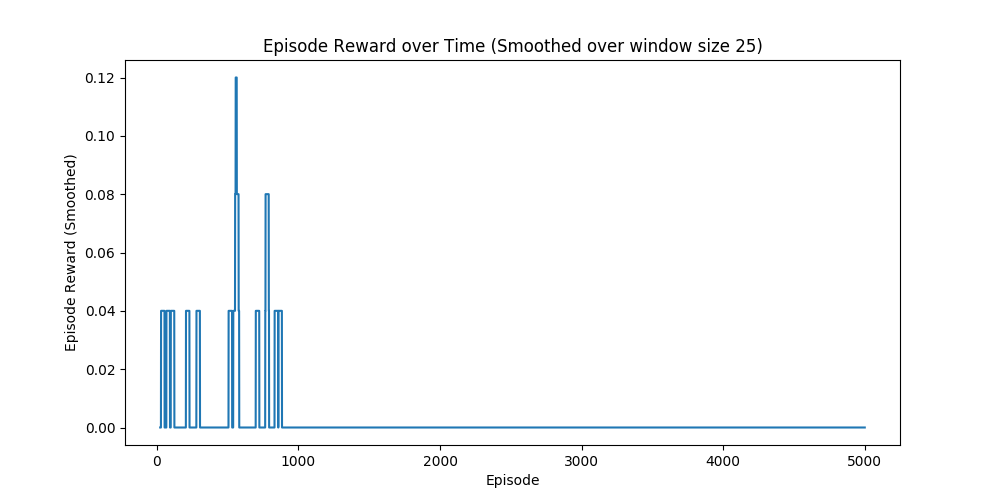 Episode Reward over Time (Smoothed over window size 25)
0.12
0.10
0.08
0.06
0.04
0.02
0.00
Episode Reward (Smoothed)
0 1000 2000 3000 4000 5000
Episode